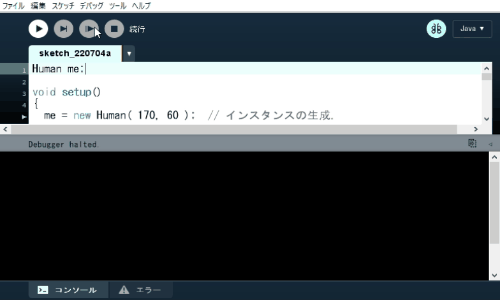 ファイル 編集 スケッチ デバッグ ツール ヘルプ
続行
Java ▼
sketch_220704a ▼
1 Human me;
2
3 void setup()
4 {
me = new Human( 170, 60 );  // インスタンスの生成.
Debugger halted.
コンソール エラー